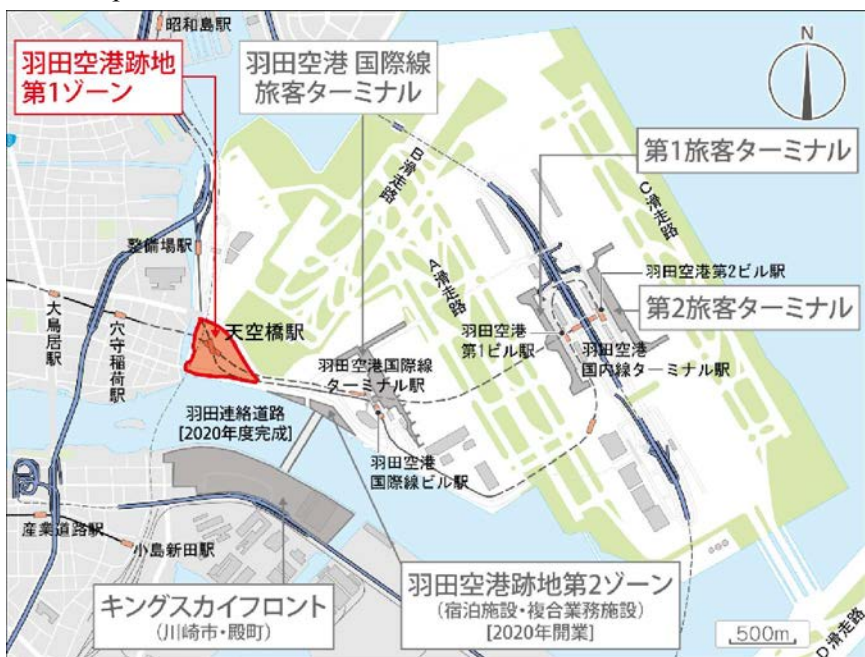 昭和島駅
羽田空港跡地
第1ゾーン
羽田空港 国際線
旅客ターミナル
N
B滑走路
第1旅客ターミナル
C滑走路
整備場駅
A滑走路
羽田空港第2ビル駅
第2旅客ターミナル
大鳥居駅
穴守稲荷駅
天空橋駅
羽田空港国際線
ターミナル駅
羽田空港
第1ビル駅
羽田空港
国内線ターミナル駅
羽田連絡道路
[2020年度完成]
羽田空港
国際線ビル駅
産業道路駅
小島新田駅
キングスカイフロント
(川崎市・殿町)
羽田空港跡地第2ゾーン
(宿泊施設・複合業務施設)
[2020年開業]
500m
D滑走路